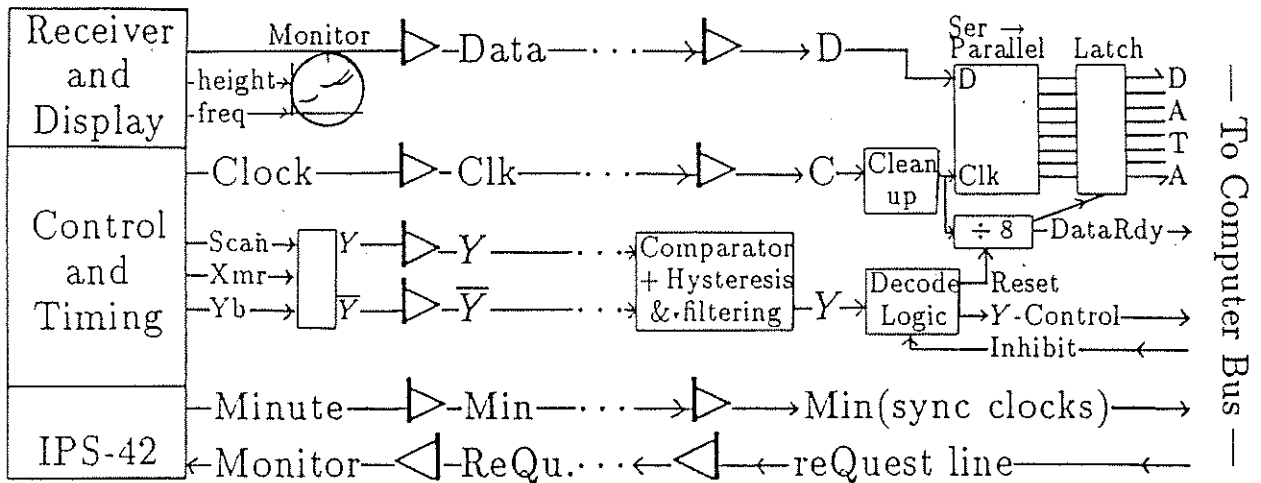 Receiver
and
Display
Monitor
height
freq
Data · · ·
D
Ser →
Parallel
Latch
D
Clk
D
A
T
A
Control
and
Timing
Clock
Clk · · ·
C
Clean
up
÷ 8
DataRdy
Scan
Xmr
Yb
Y
Y̅
Y · · ·
Y̅ · · ·
Comparator
+ Hysteresis
& filtering
Y
Decode
Logic
Reset
Y-Control
Inhibit
IPS-42
Minute
Min · · ·
Min(sync clocks)
Monitor
ReQu. · · ·
reQuest line
— To Computer Bus —